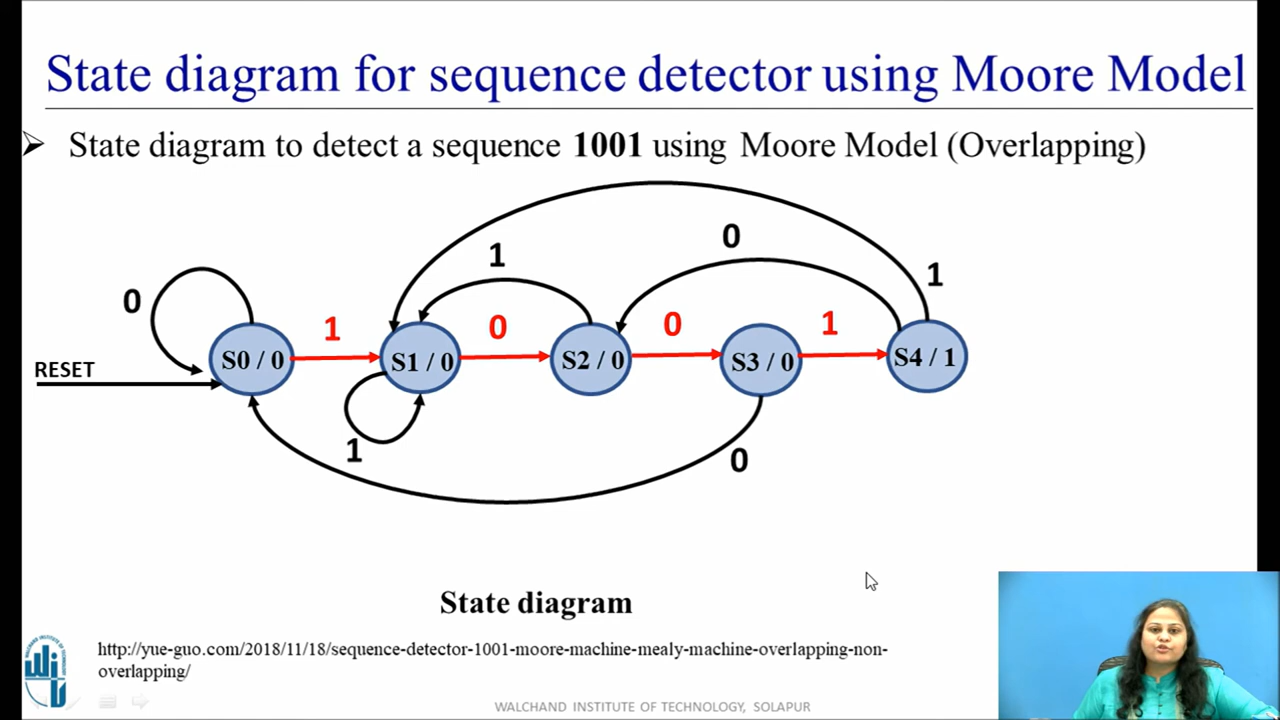 State diagram for sequence detector using Moore Model
State diagram to detect a sequence 1001 using Moore Model (Overlapping)
0
1
0
1
1
0
0
1
RESET
S0 / 0
S1 / 0
S2 / 0
S3 / 0
S4 / 1
1
0
State diagram
http://yue-guo.com/2018/11/18/sequence-detector-1001-moore-machine-mealy-machine-overlapping-non-
overlapping/
WALCHAND INSTITUTE OF TECHNOLOGY, SOLAPUR